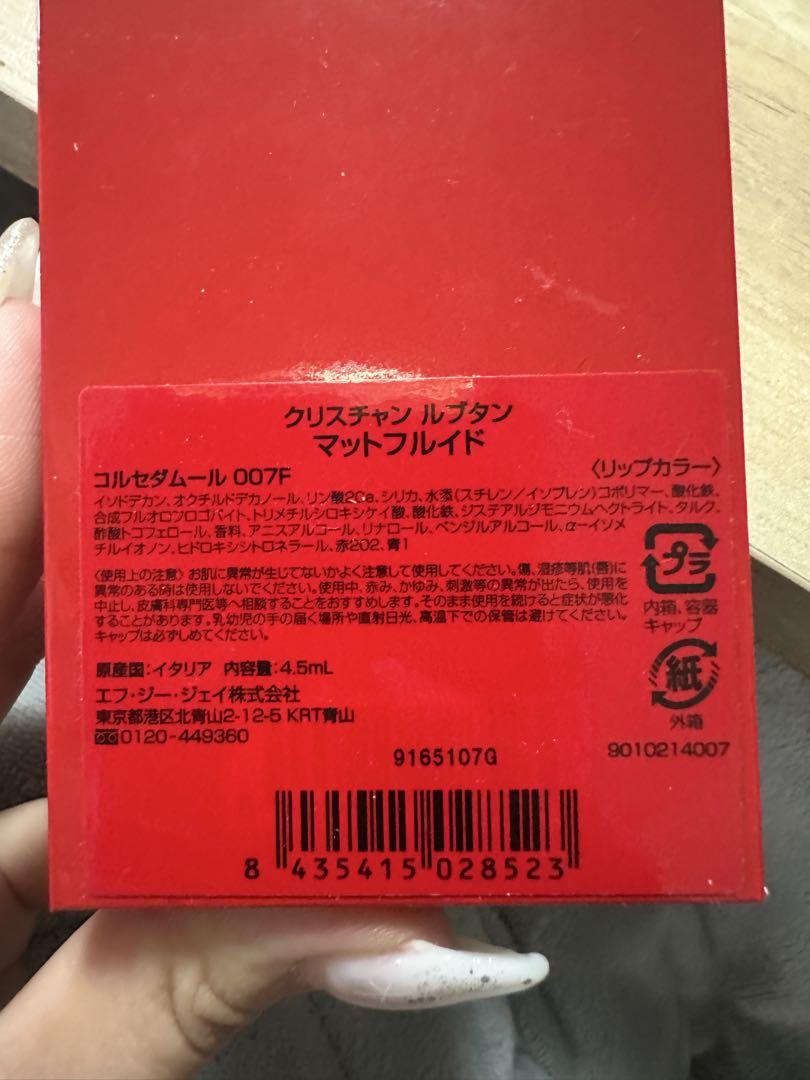 クリスチャン ルブタン
マットフルイド
コルセダムール 007F
〈リップカラー〉
イソドデカン、オクチルドデカノール、リン酸2Ca、シリカ、水添(スチレン/イソプレン)コポリマー、酸化鉄、
合成フルオロフロゴパイト、トリメチルシロキシケイ酸、酸化鉄、ジステアルジモニウムヘクトライト、タルク、
酢酸トコフェロール、香料、アニスアルコール、リナロール、ベンジルアルコール、α-イソメ
チルイオノン、ヒドロキシシトロネラール、赤202、青1
〈使用上の注意〉お肌に異常が生じてないかよく注意して使用してください。傷、湿疹等肌(唇)に
異常のある時は使用しないでください。使用中、赤み、かゆみ、刺激等の異常が出たら、使用を
中止し、皮膚科専門医等へ相談することをおすすめします。そのまま使用を続けると症状が悪化
することがあります。乳幼児の手の届く場所や直射日光、高温下での保管は避けてください。
キャップは必ずしめてください。
プラ
内箱、容器
キャップ
紙
外箱
原産国:イタリア 内容量:4.5mL
エフ・ジー・ジェイ株式会社
東京都港区北青山2-12-5 KRT青山
0120-449360
9165107G
9010214007
8 435415 028523